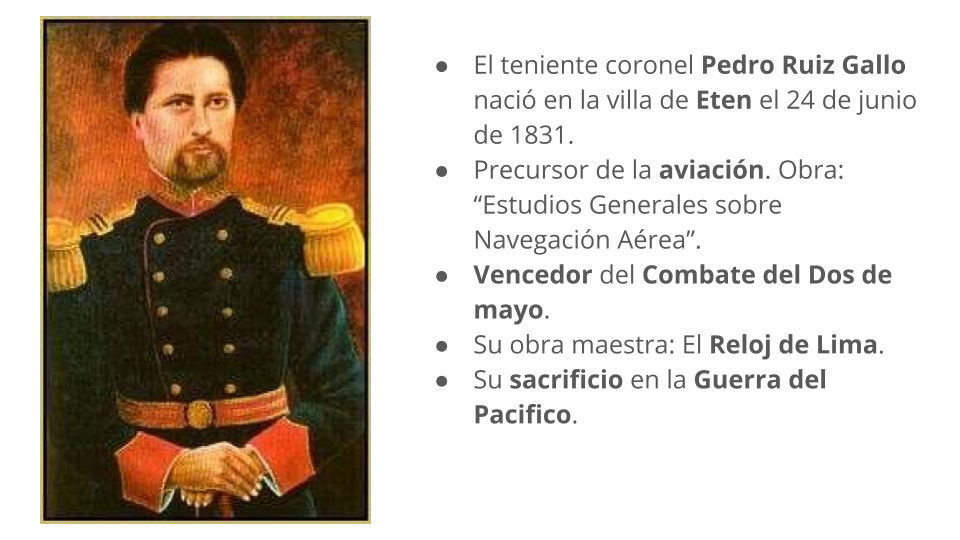 ● El teniente coronel Pedro Ruiz Gallo
nació en la villa de Eten el 24 de junio
de 1831.
● Precursor de la aviación. Obra:
“Estudios Generales sobre
Navegación Aérea”.
● Vencedor del Combate del Dos de
mayo.
● Su obra maestra: El Reloj de Lima.
● Su sacrificio en la Guerra del
Pacifico.